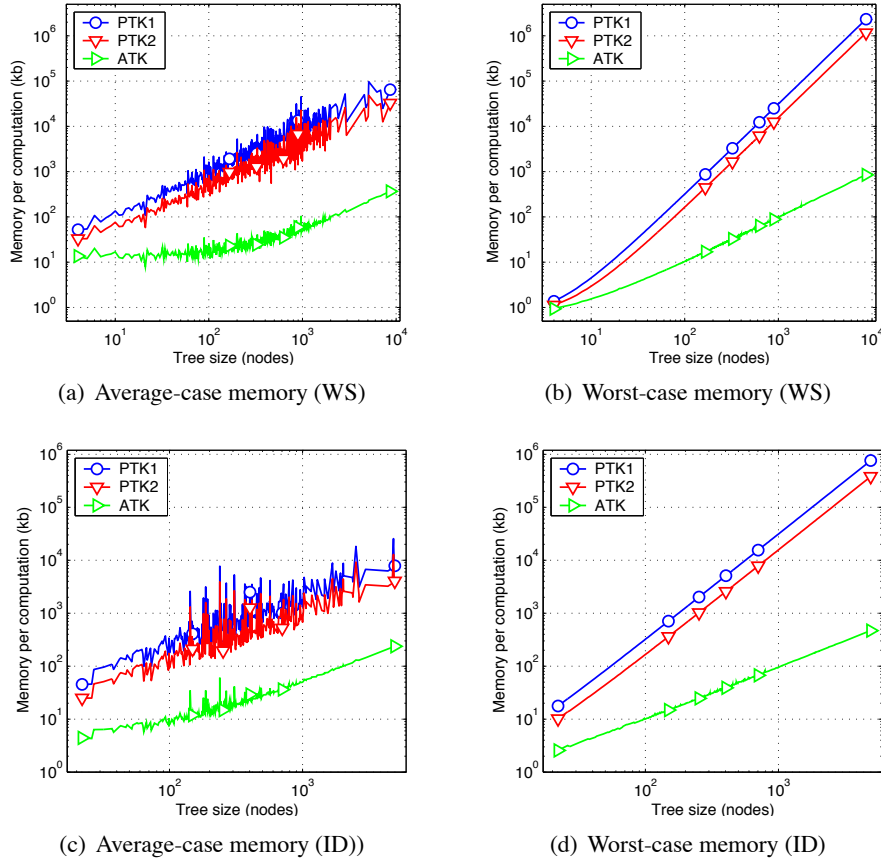 PTK1
PTK2
ATK
10^6
10^5
10^4
10^3
10^2
10^1
10^0
Memory per computation (kb)
10^1 10^2 10^3 10^4
Tree size (nodes)
(a) Average-case memory (WS)
PTK1
PTK2
ATK
10^6
10^5
10^4
10^3
10^2
10^1
10^0
Memory per computation (kb)
10^1 10^2 10^3 10^4
Tree size (nodes)
(b) Worst-case memory (WS)
PTK1
PTK2
ATK
10^6
10^5
10^4
10^3
10^2
10^1
10^0
Memory per computation (kb)
10^2 10^3
Tree size (nodes)
(c) Average-case memory (ID))
PTK1
PTK2
ATK
10^6
10^5
10^4
10^3
10^2
10^1
10^0
Memory per computation (kb)
10^2 10^3
Tree size (nodes)
(d) Worst-case memory (ID)